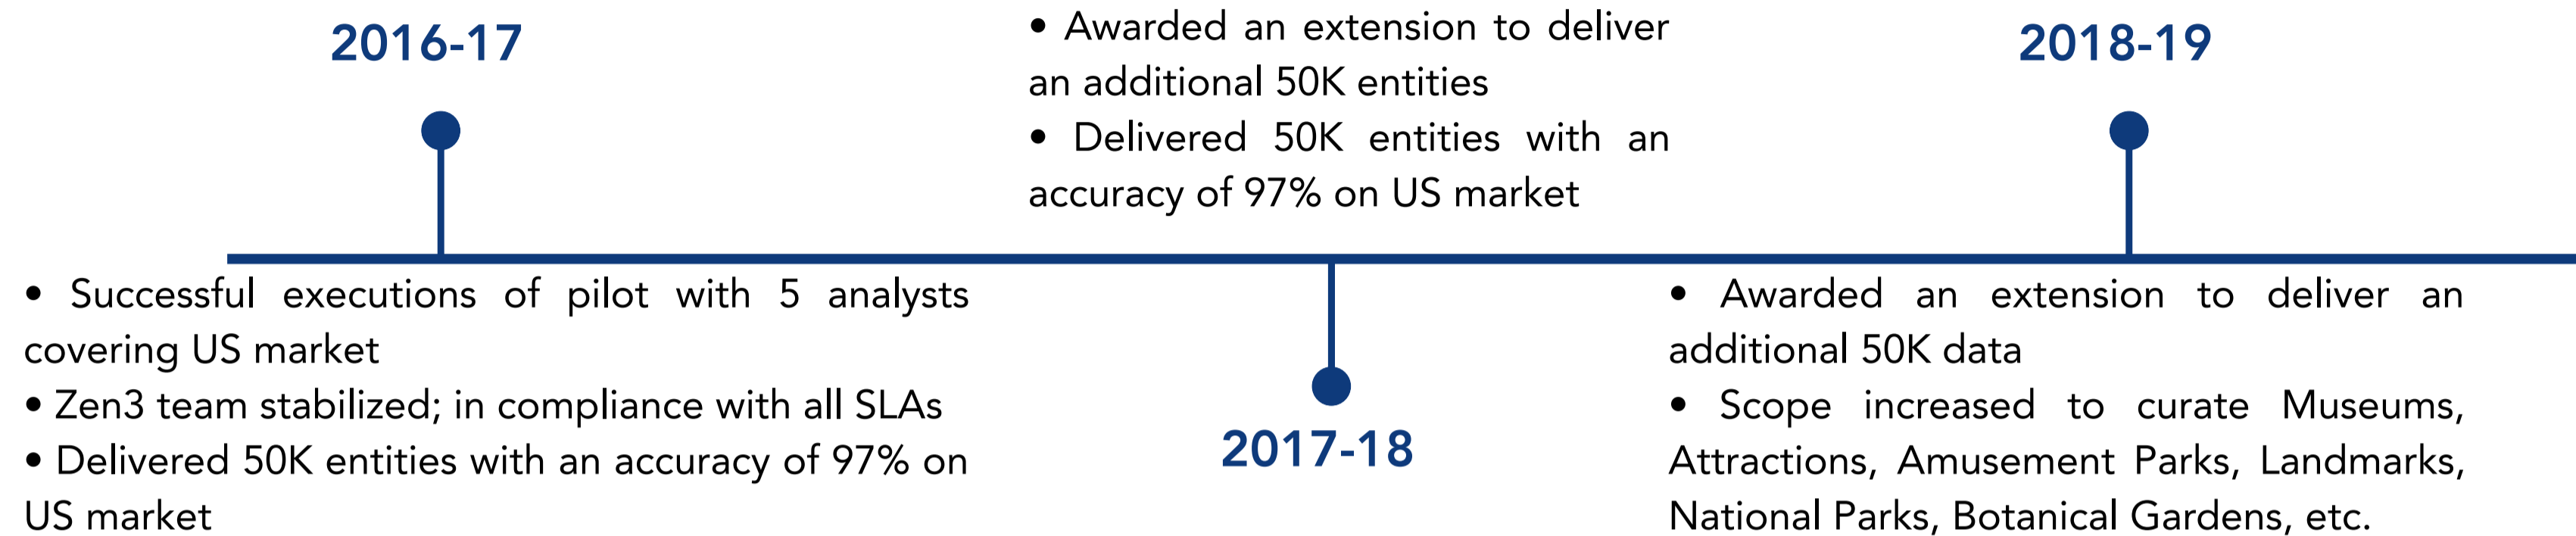 2016-17
• Successful executions of pilot with 5 analysts
covering US market
• Zen3 team stabilized; in compliance with all SLAs
• Delivered 50K entities with an accuracy of 97% on
US market
• Awarded an extension to deliver
an additional 50K entities
• Delivered 50K entities with an
accuracy of 97% on US market
2017-18
2018-19
• Awarded an extension to deliver an
additional 50K data
• Scope increased to curate Museums,
Attractions, Amusement Parks, Landmarks,
National Parks, Botanical Gardens, etc.